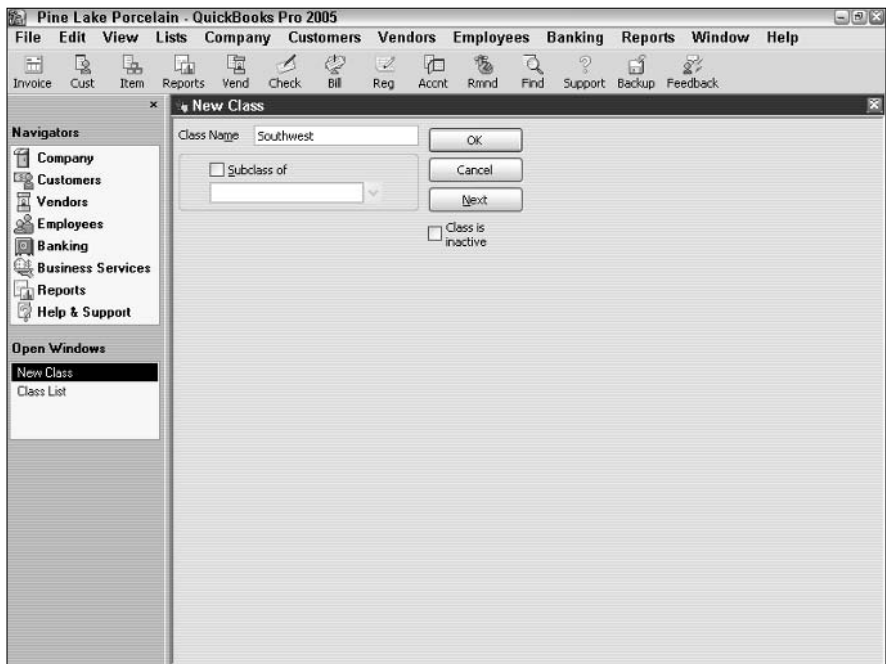 Pine Lake Porcelain - QuickBooks Pro 2005
File Edit View Lists Company Customers Vendors Employees Banking Reports Window Help
Invoice Cust Item Reports Vend Check Bill Reg Accnt Rmnd Find Support Backup Feedback
New Class
Navigators
Company
Customers
Vendors
Employees
Banking
Business Services
Reports
Help & Support
Open Windows
New Class
Class List
Class Name Southwest
Subclass of
OK
Cancel
Next
Class is
inactive